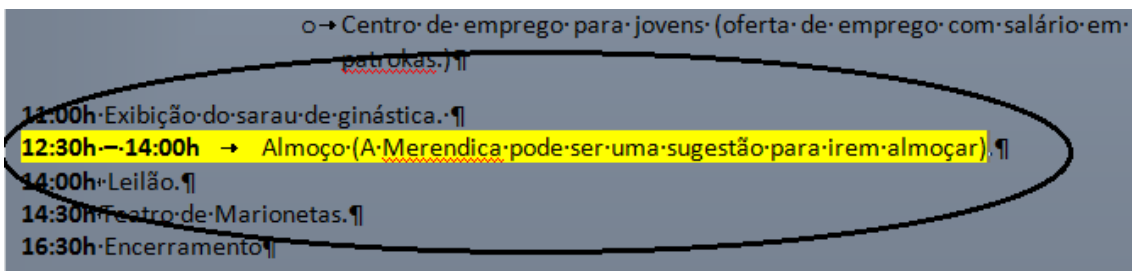 Centro de emprego para jovens (oferta de emprego com salário em
patrokas.)
11:00h Exibição do sarau de ginástica.
12:30h – 14:00h Almoço (A Merendica pode ser uma sugestão para irem almoçar).
14:00h Leilão.
14:30h Teatro de Marionetas.
16:30h Encerramento